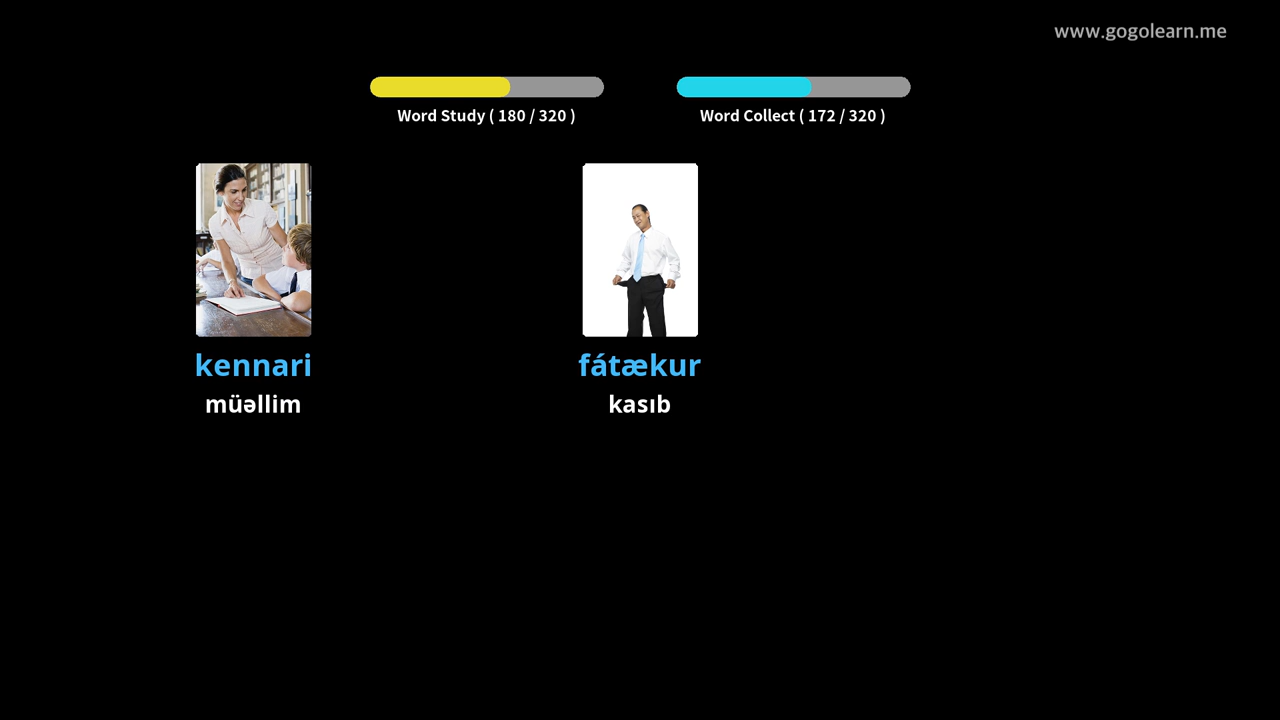 www.gogolearn.me
Word Study ( 180 / 320 )
Word Collect ( 172 / 320 )
kennari
müəllim
fátækur
kasıb